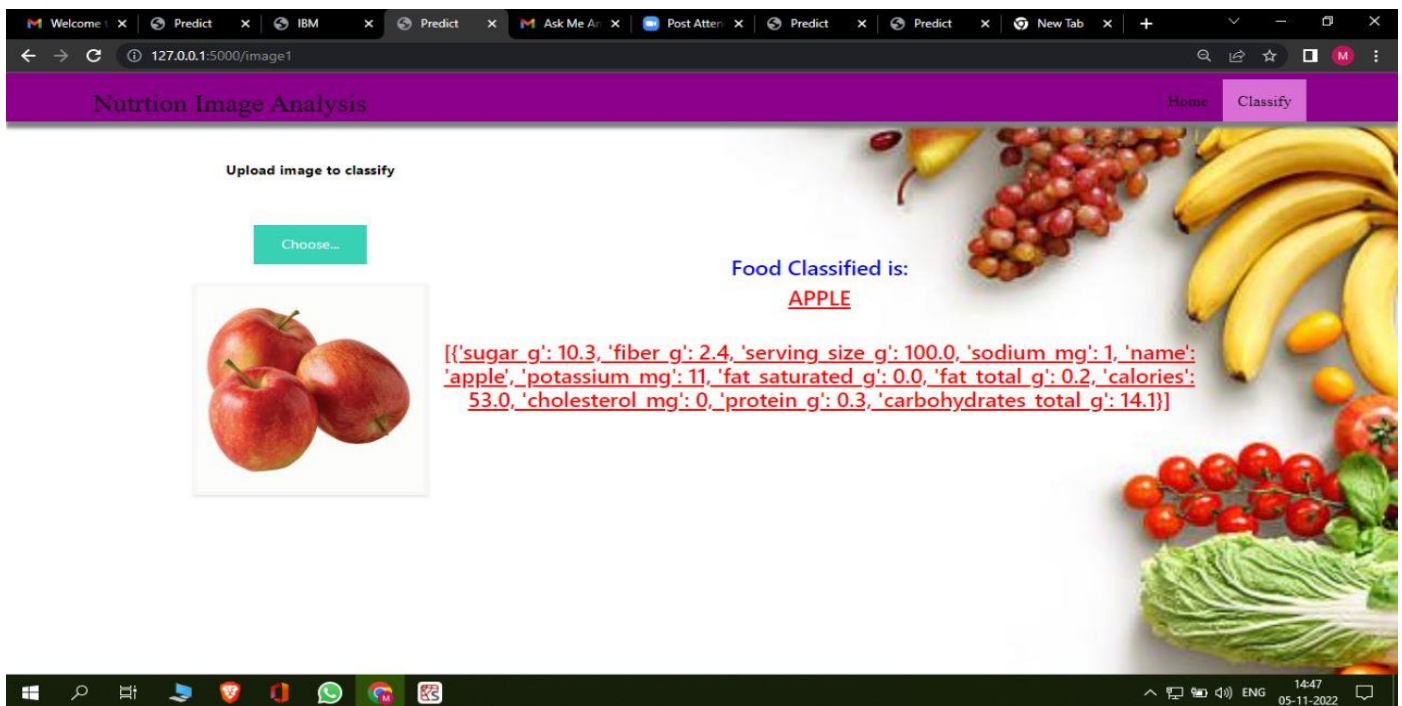 Welcome t
Predict
IBM
Predict
Ask Me An
Post Atten
Predict
Predict
New Tab
127.0.0.1:5000/image1
M
Nutrtion Image Analysis
Home
Classify
Upload image to classify
Choose...
Food Classified is:
APPLE
[{'sugar_g': 10.3, 'fiber_g': 2.4, 'serving_size_g': 100.0, 'sodium_mg': 1, 'name':
'apple', 'potassium_mg': 11, 'fat_saturated_g': 0.0, 'fat_total_g': 0.2, 'calories':
53.0, 'cholesterol_mg': 0, 'protein_g': 0.3, 'carbohydrates_total_g': 14.1}]
ENG
14:47
05-11-2022